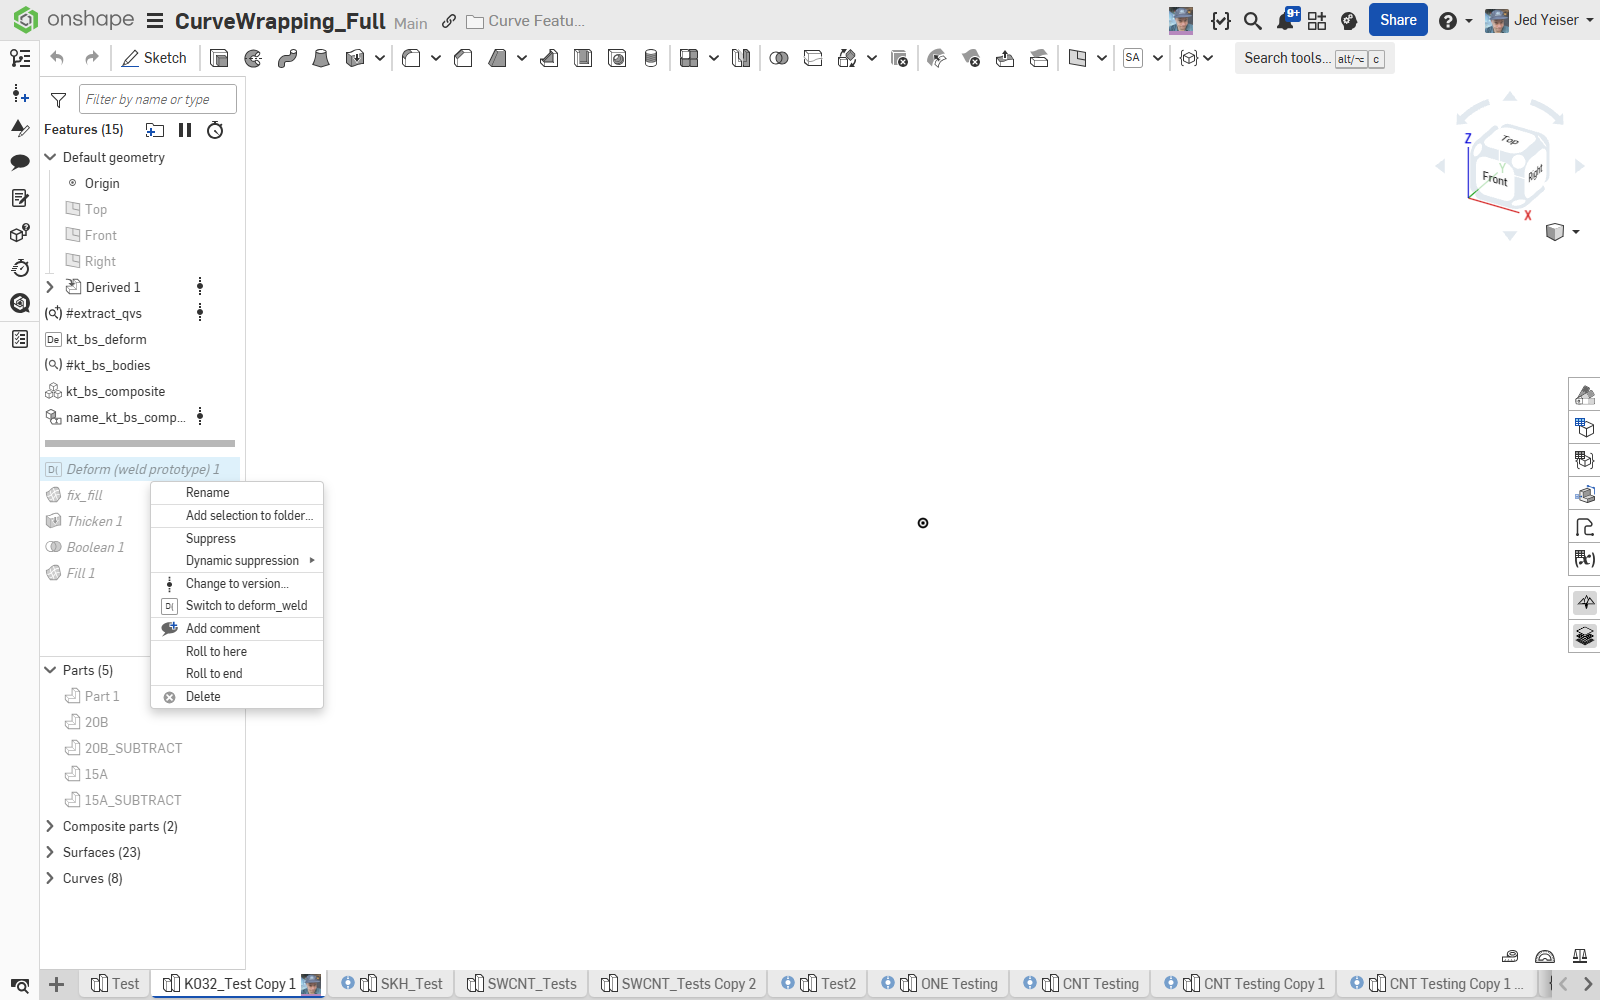 onshape CurveWrapping_Full Main Curve Featu... 9+ Share Jed Yeiser
Sketch SA Search tools... alt/⌥ c
Filter by name or type
Features (15)
Default geometry
Origin
Top
Front
Right
Derived 1
#extract_qvs
De kt_bs_deform
#kt_bs_bodies
kt_bs_composite
name_kt_bs_comp...
D( Deform (weld prototype) 1
fix_fill
Thicken 1
Boolean 1
Fill 1
Rename
Add selection to folder...
Suppress
Dynamic suppression
Change to version...
D( Switch to deform_weld
Add comment
Roll to here
Roll to end
Delete
Parts (5)
Part 1
20B
20B_SUBTRACT
15A
15A_SUBTRACT
Composite parts (2)
Surfaces (23)
Curves (8)
Z
Top
Y
Front
Right
X
Test K032_Test Copy 1 SKH_Test SWCNT_Tests SWCNT_Tests Copy 2 Test2 ONE Testing CNT Testing CNT Testing Copy 1 CNT Testing Copy 1 ...